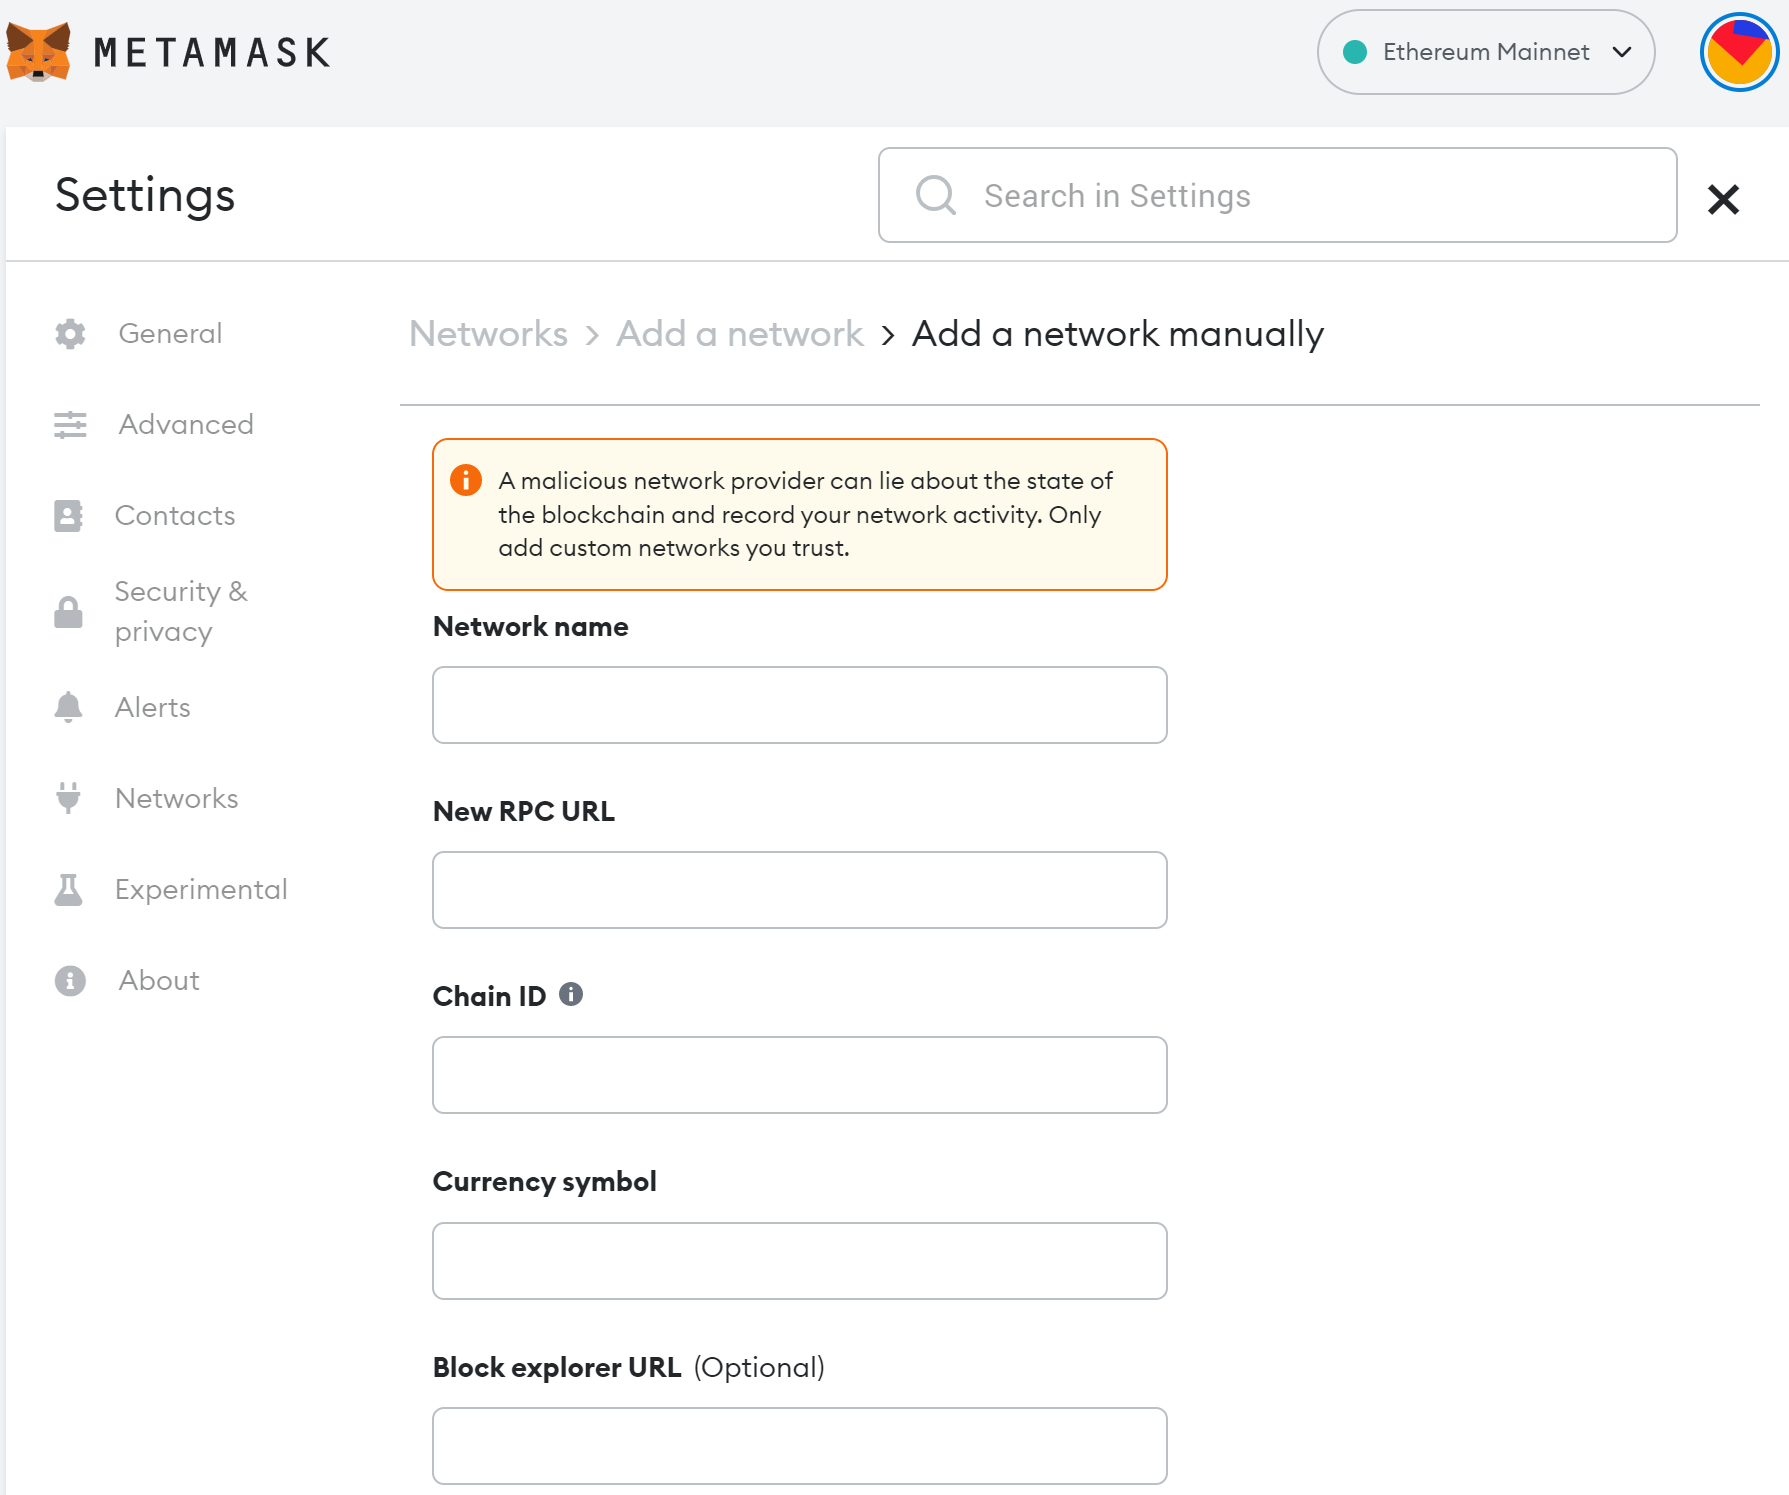 METAMASK
Ethereum Mainnet
Settings
Search in Settings
General
Advanced
Contacts
Security &
privacy
Alerts
Networks
Experimental
About
Networks > Add a network > Add a network manually
A malicious network provider can lie about the state of
the blockchain and record your network activity. Only
add custom networks you trust.
Network name
New RPC URL
Chain ID
Currency symbol
Block explorer URL (Optional)